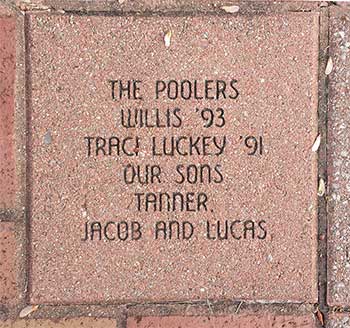 THE POOLERS
WILLIS '93
TRACI LUCKEY '91
OUR SONS
TANNER,
JACOB AND LUCAS